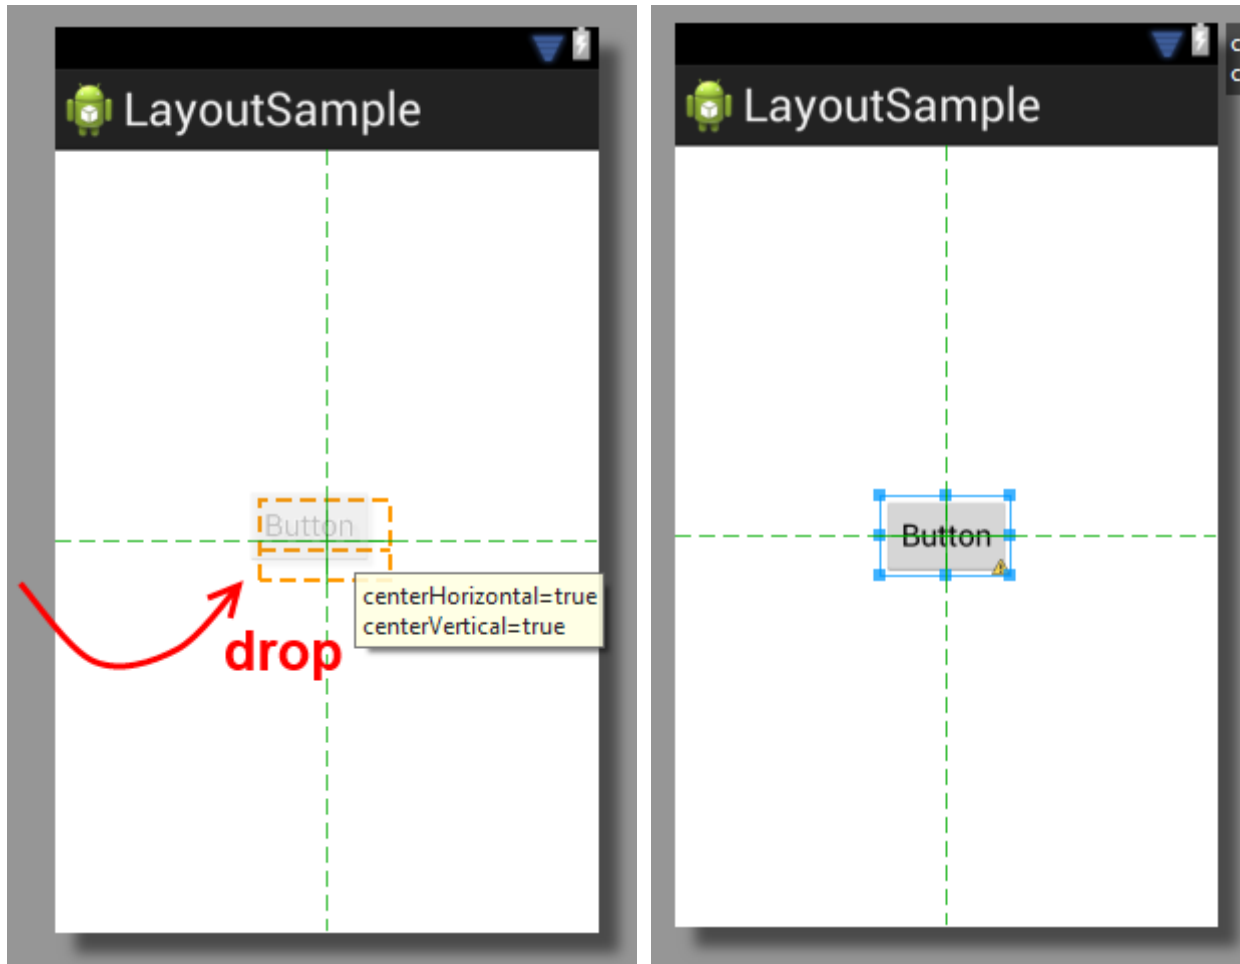 LayoutSample
Button
centerHorizontal=true
centerVertical=true
drop
LayoutSample
Button